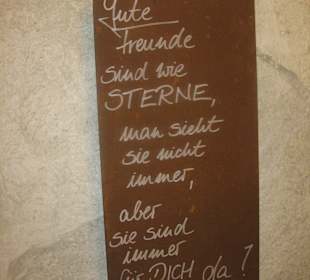 Gute
Freunde
sind wie
STERNE,
man sieht
sie nicht
immer,
aber
sie sind
immer
für DICH da!